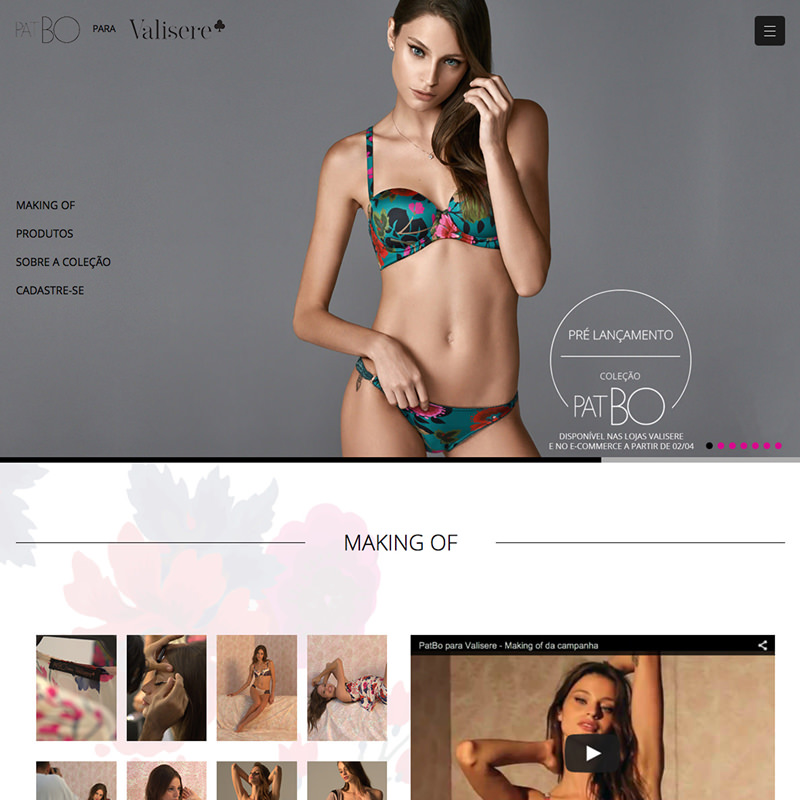 PATBO PARA Valisere
MAKING OF
PRODUTOS
SOBRE A COLEÇÃO
CADASTRE-SE
PRÉ LANÇAMENTO
COLEÇÃO
PATBO
DISPONÍVEL NAS LOJAS VALISERE
E NO E-COMMERCE A PARTIR DE 02/04
MAKING OF
PatBo para Valisere - Making of da campanha